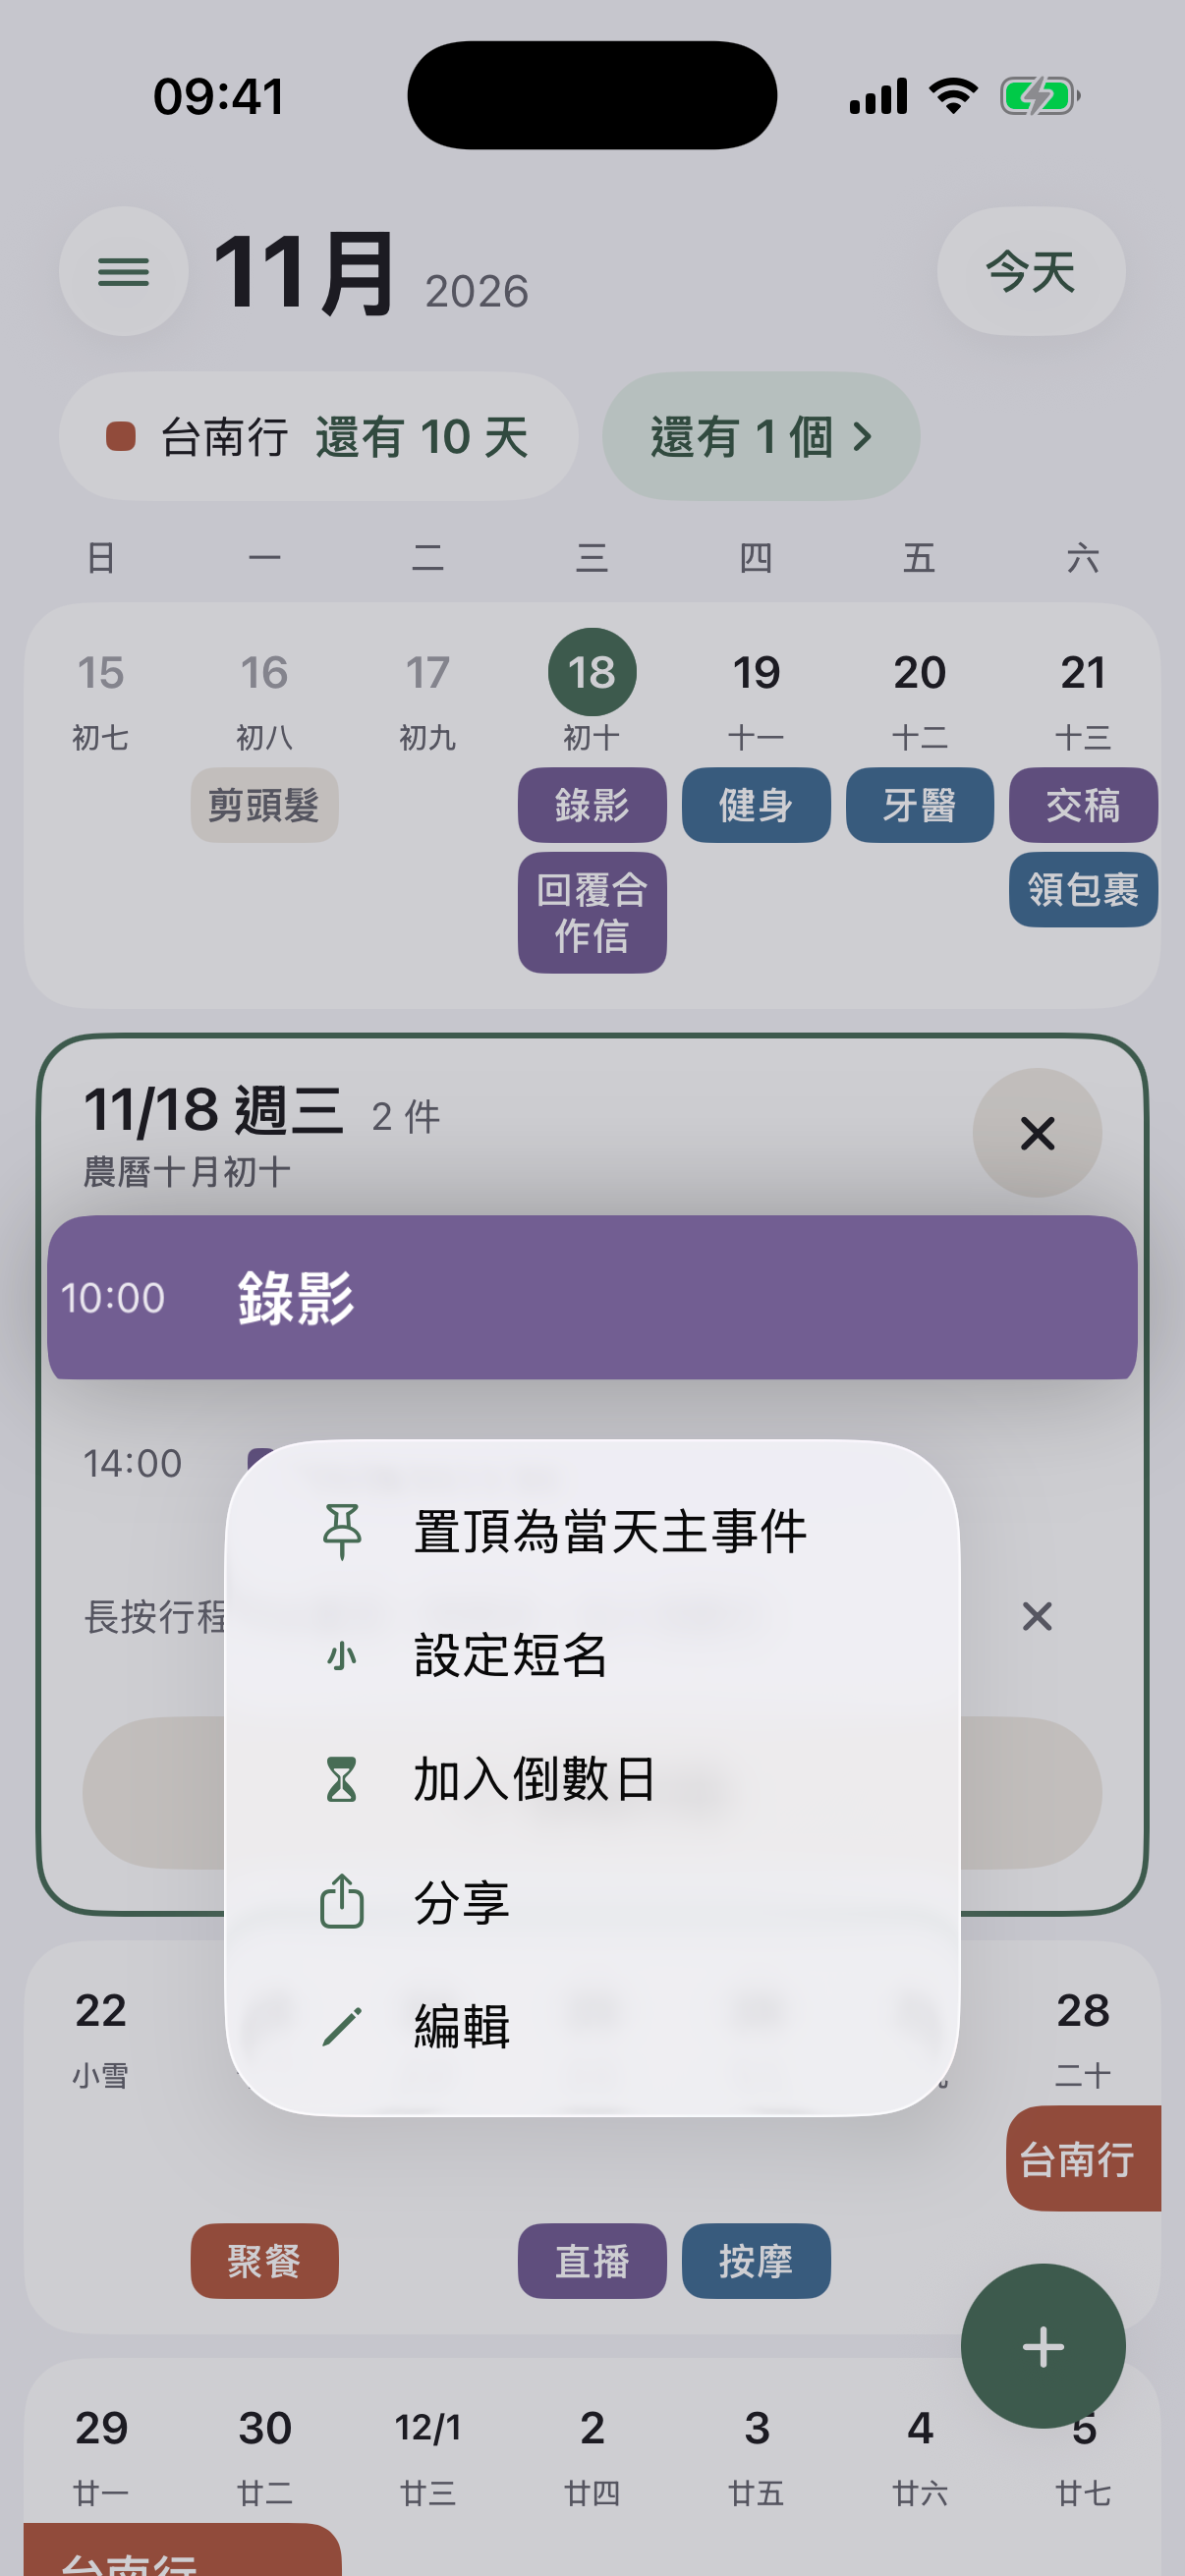 09:41
11月 2026
今天
台南行 還有 10 天
還有 1 個
日 一 二 三 四 五 六
15 16 17 18 19 20 21
初七 初八 初九 初十 十一 十二 十三
剪頭髮 錄影 健身 牙醫 交稿
回覆合
作信
領包裹
11/18 週三 2 件
農曆十月初十
10:00 錄影
14:00
置頂為當天主事件
長按行程
小 設定短名
加入倒數日
分享
編輯
22 28
小雪 二十
台南行
聚餐 直播 按摩
29 30 12/1 2 3 4 5
廿一 廿二 廿三 廿四 廿五 廿六 廿七
台南行